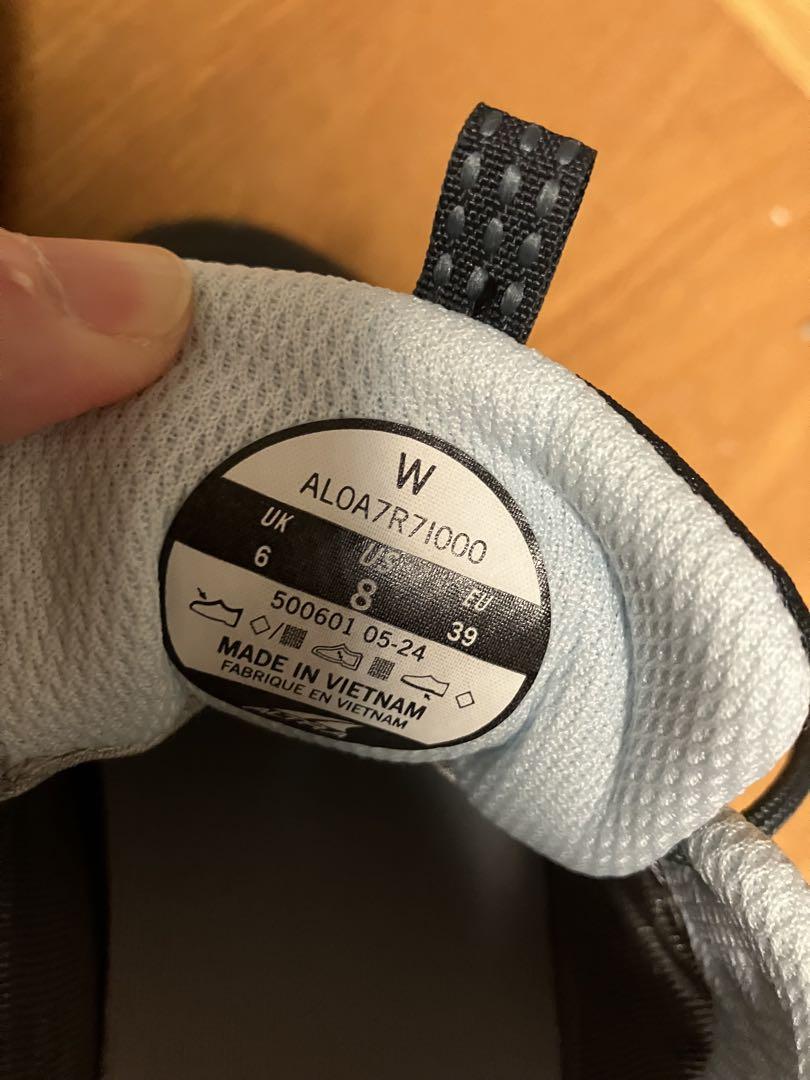 W
AL0A7R7I000
UK US EU
6 8 39
500601 05-24
MADE IN VIETNAM
FABRIQUE EN VIETNAM